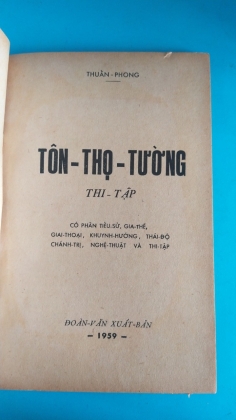 THUẦN - PHONG
TÔN - THỌ - TƯỜNG
THI - TẬP
CÓ PHẦN TIỂU-SỬ, GIA-THẾ,
GIAI-THOẠI, KHUYNH-HƯỚNG, THÁI-ĐỘ
CHÁNH-TRỊ, NGHỆ-THUẬT VÀ THI-TẬP
ĐOÀN-VĂN XUẤT-BẢN
- 1959 -